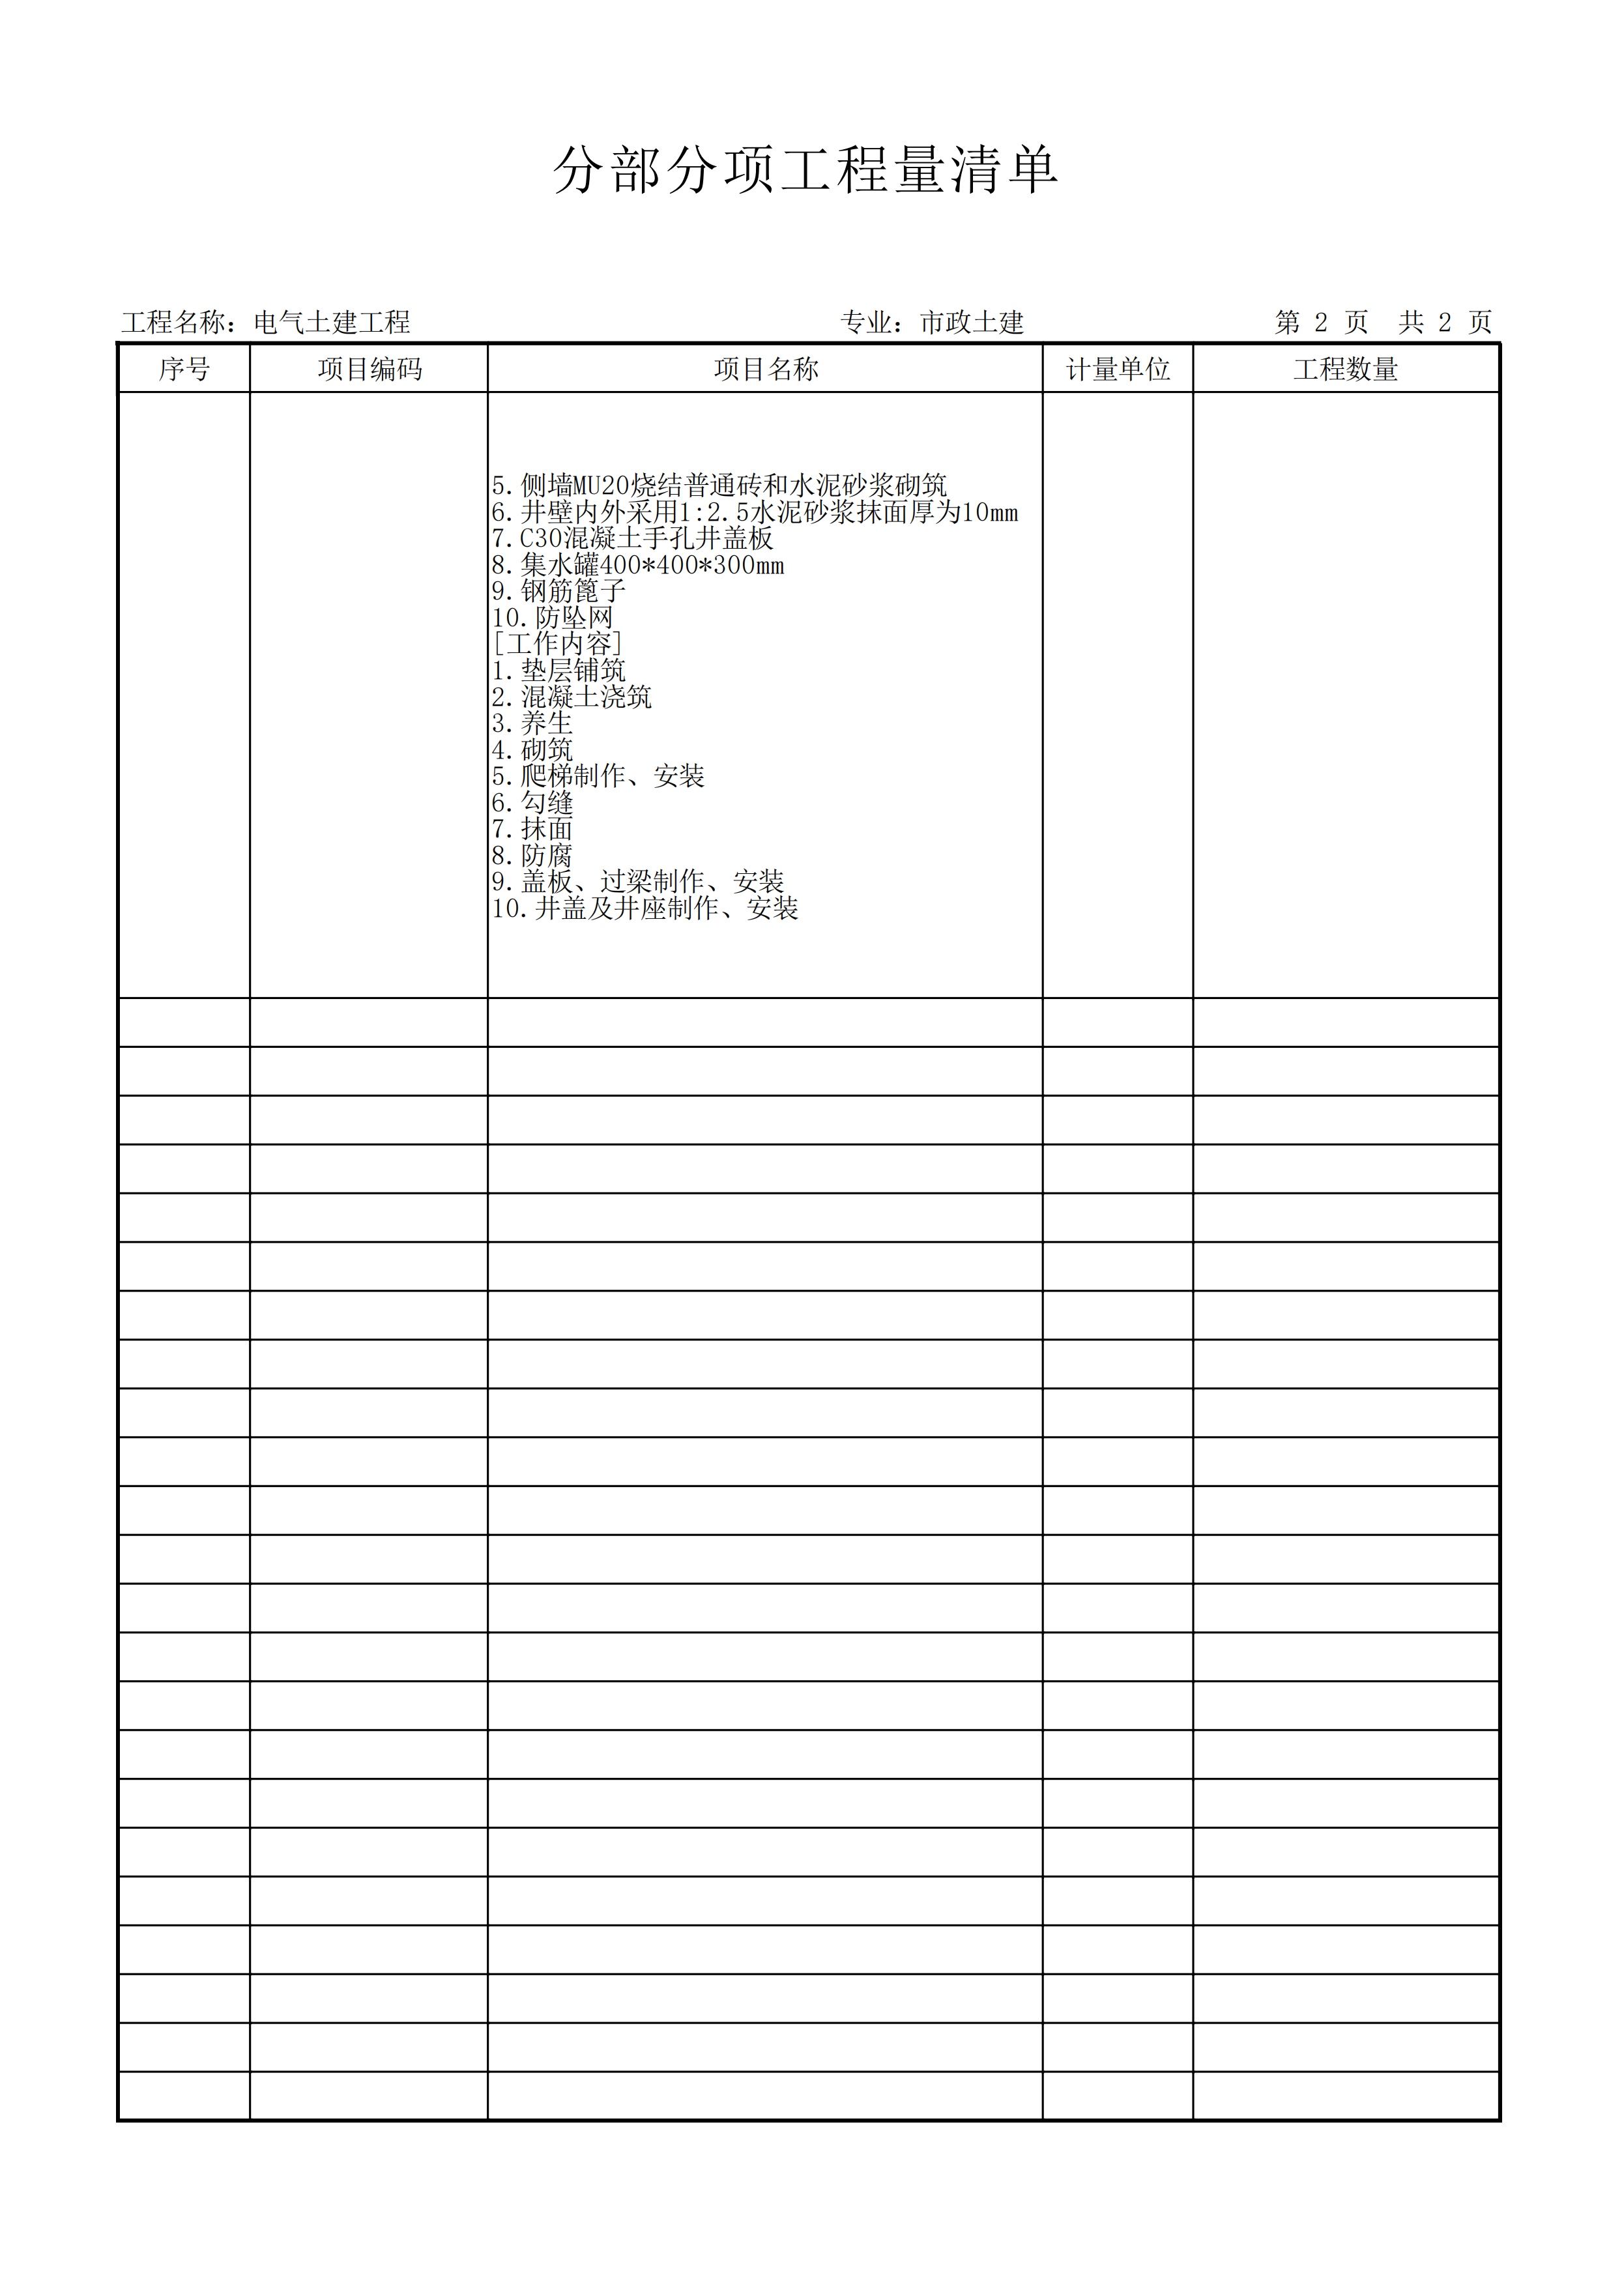 分部分项工程量清单
工程名称：电气土建工程 专业：市政土建 第 2 页 共 2 页
序号 项目编码 项目名称 计量单位 工程数量
5.侧墙MU20烧结普通砖和水泥砂浆砌筑
6.井壁内外采用1:2.5水泥砂浆抹面厚为10mm
7.C30混凝土手孔井盖板
8.集水罐400*400*300mm
9.钢筋篦子
10.防坠网
[工作内容]
1.垫层铺筑
2.混凝土浇筑
3.养生
4.砌筑
5.爬梯制作、安装
6.勾缝
7.抹面
8.防腐
9.盖板、过梁制作、安装
10.井盖及井座制作、安装